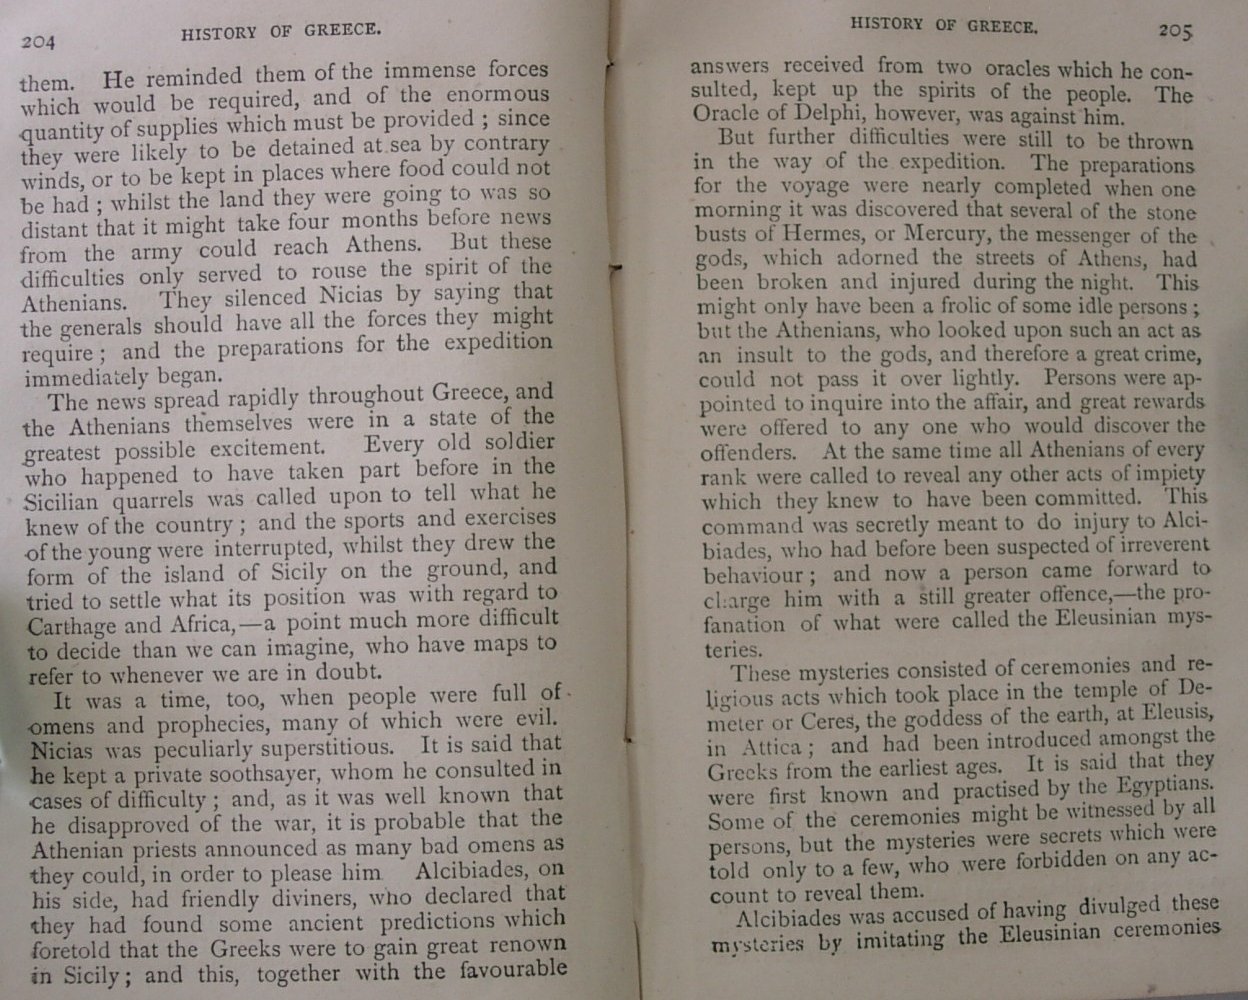 204
HISTORY OF GREECE.
them. He reminded them of the immense forces
which would be required, and of the enormous
quantity of supplies which must be provided ; since
they were likely to be detained at sea by contrary
winds, or to be kept in places where food could not
be had ; whilst the land they were going to was so
distant that it might take four months before news
from the army could reach Athens. But these
difficulties only served to rouse the spirit of the
Athenians. They silenced Nicias by saying that
the generals should have all the forces they might
require ; and the preparations for the expedition
immediately began.
The news spread rapidly throughout Greece, and
the Athenians themselves were in a state of the
greatest possible excitement. Every old soldier
who happened to have taken part before in the
Sicilian quarrels was called upon to tell what he
knew of the country ; and the sports and exercises
of the young were interrupted, whilst they drew the
form of the island of Sicily on the ground, and
tried to settle what its position was with regard to
Carthage and Africa,—a point much more difficult
to decide than we can imagine, who have maps to
refer to whenever we are in doubt.
It was a time, too, when people were full of
omens and prophecies, many of which were evil.
Nicias was peculiarly superstitious. It is said that
he kept a private soothsayer, whom he consulted in
cases of difficulty ; and, as it was well known that
he disapproved of the war, it is probable that the
Athenian priests announced as many bad omens as
they could, in order to please him Alcibiades, on
his side, had friendly diviners, who declared that
they had found some ancient predictions which
foretold that the Greeks were to gain great renown
in Sicily ; and this, together with the favourable
HISTORY OF GREECE.
205
answers received from two oracles which he con-
sulted, kept up the spirits of the people. The
Oracle of Delphi, however, was against him.
But further difficulties were still to be thrown
in the way of the expedition. The preparations
for the voyage were nearly completed when one
morning it was discovered that several of the stone
busts of Hermes, or Mercury, the messenger of the
gods, which adorned the streets of Athens, had
been broken and injured during the night. This
might only have been a frolic of some idle persons ;
but the Athenians, who looked upon such an act as
an insult to the gods, and therefore a great crime,
could not pass it over lightly. Persons were ap-
pointed to inquire into the affair, and great rewards
were offered to any one who would discover the
offenders. At the same time all Athenians of every
rank were called to reveal any other acts of impiety
which they knew to have been committed. This
command was secretly meant to do injury to Alci-
biades, who had before been suspected of irreverent
behaviour ; and now a person came forward to
charge him with a still greater offence,—the pro-
fanation of what were called the Eleusinian mys-
teries.
These mysteries consisted of ceremonies and re-
ligious acts which took place in the temple of De-
meter or Ceres, the goddess of the earth, at Eleusis,
in Attica ; and had been introduced amongst the
Greeks from the earliest ages. It is said that they
were first known and practised by the Egyptians.
Some of the ceremonies might be witnessed by all
persons, but the mysteries were secrets which were
told only to a few, who were forbidden on any ac-
count to reveal them.
Alcibiades was accused of having divulged these
mysteries by imitating the Eleusinian ceremonies